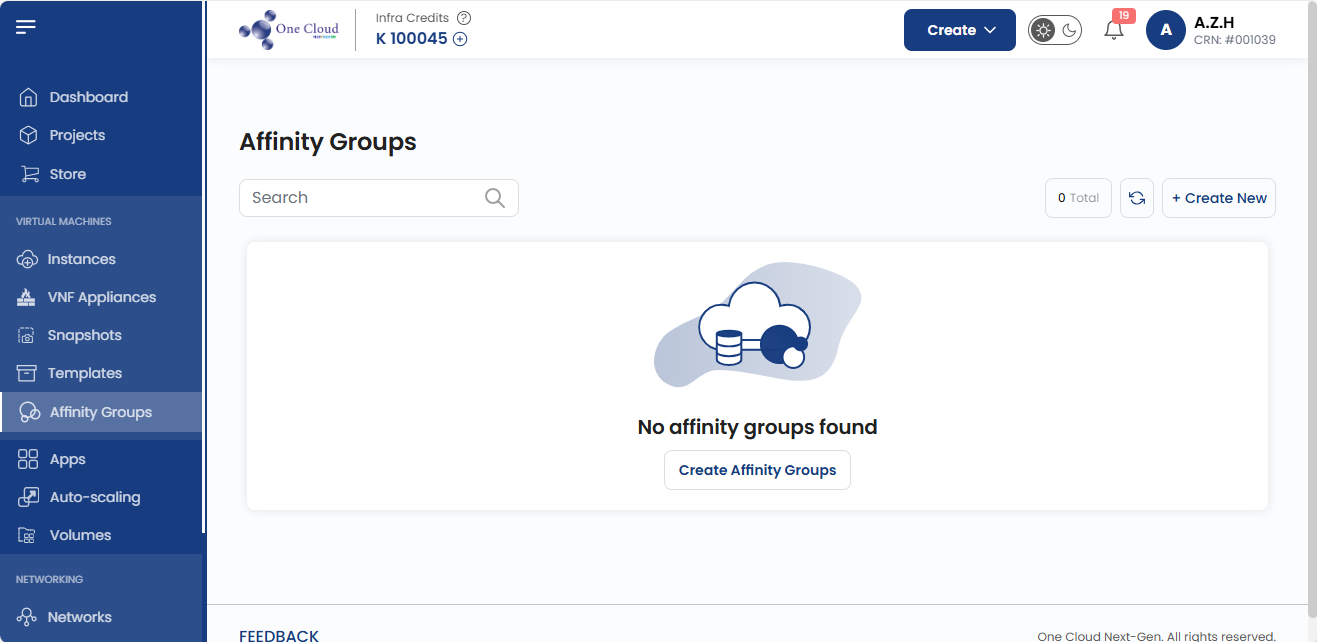 One Cloud
Infra Credits
K 100045
Create
19
A
A.Z.H
CRN: #001039
Dashboard
Projects
Store
VIRTUAL MACHINES
Instances
VNF Appliances
Snapshots
Templates
Affinity Groups
Apps
Auto-scaling
Volumes
NETWORKING
Networks
Affinity Groups
Search
0 Total
+ Create New
No affinity groups found
Create Affinity Groups
FEEDBACK
One Cloud Next-Gen. All rights reserved.